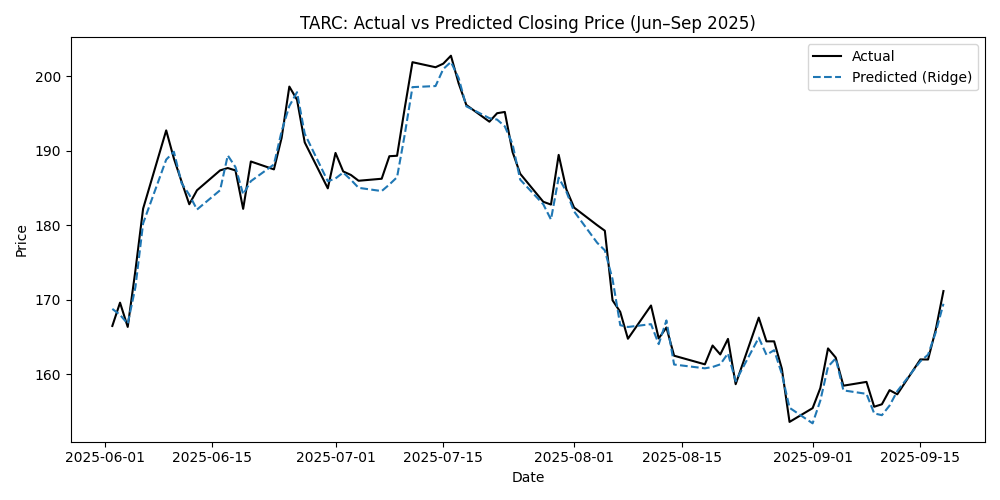 TARC: Actual vs Predicted Closing Price (Jun–Sep 2025)
Actual
Predicted (Ridge)
Price
200
190
180
170
160
2025-06-01
2025-06-15
2025-07-01
2025-07-15
2025-08-01
2025-08-15
2025-09-01
2025-09-15
Date